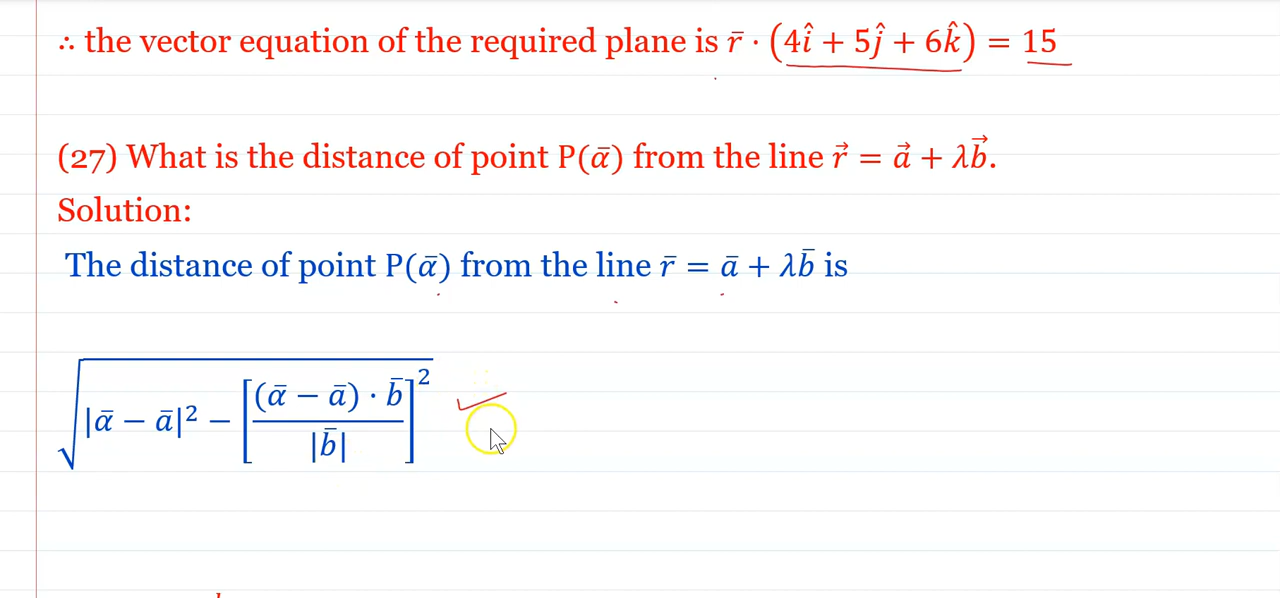 ∴ the vector equation of the required plane is r̄ · (4î + 5ĵ + 6k̂) = 15
(27) What is the distance of point P(ᾱ) from the line r⃗ = a⃗ + λb⃗.
Solution:
The distance of point P(ᾱ) from the line r̄ = ā + λb̄ is
√(|ᾱ − ā|² − [(ᾱ − ā) · b̄ / |b̄|]²)